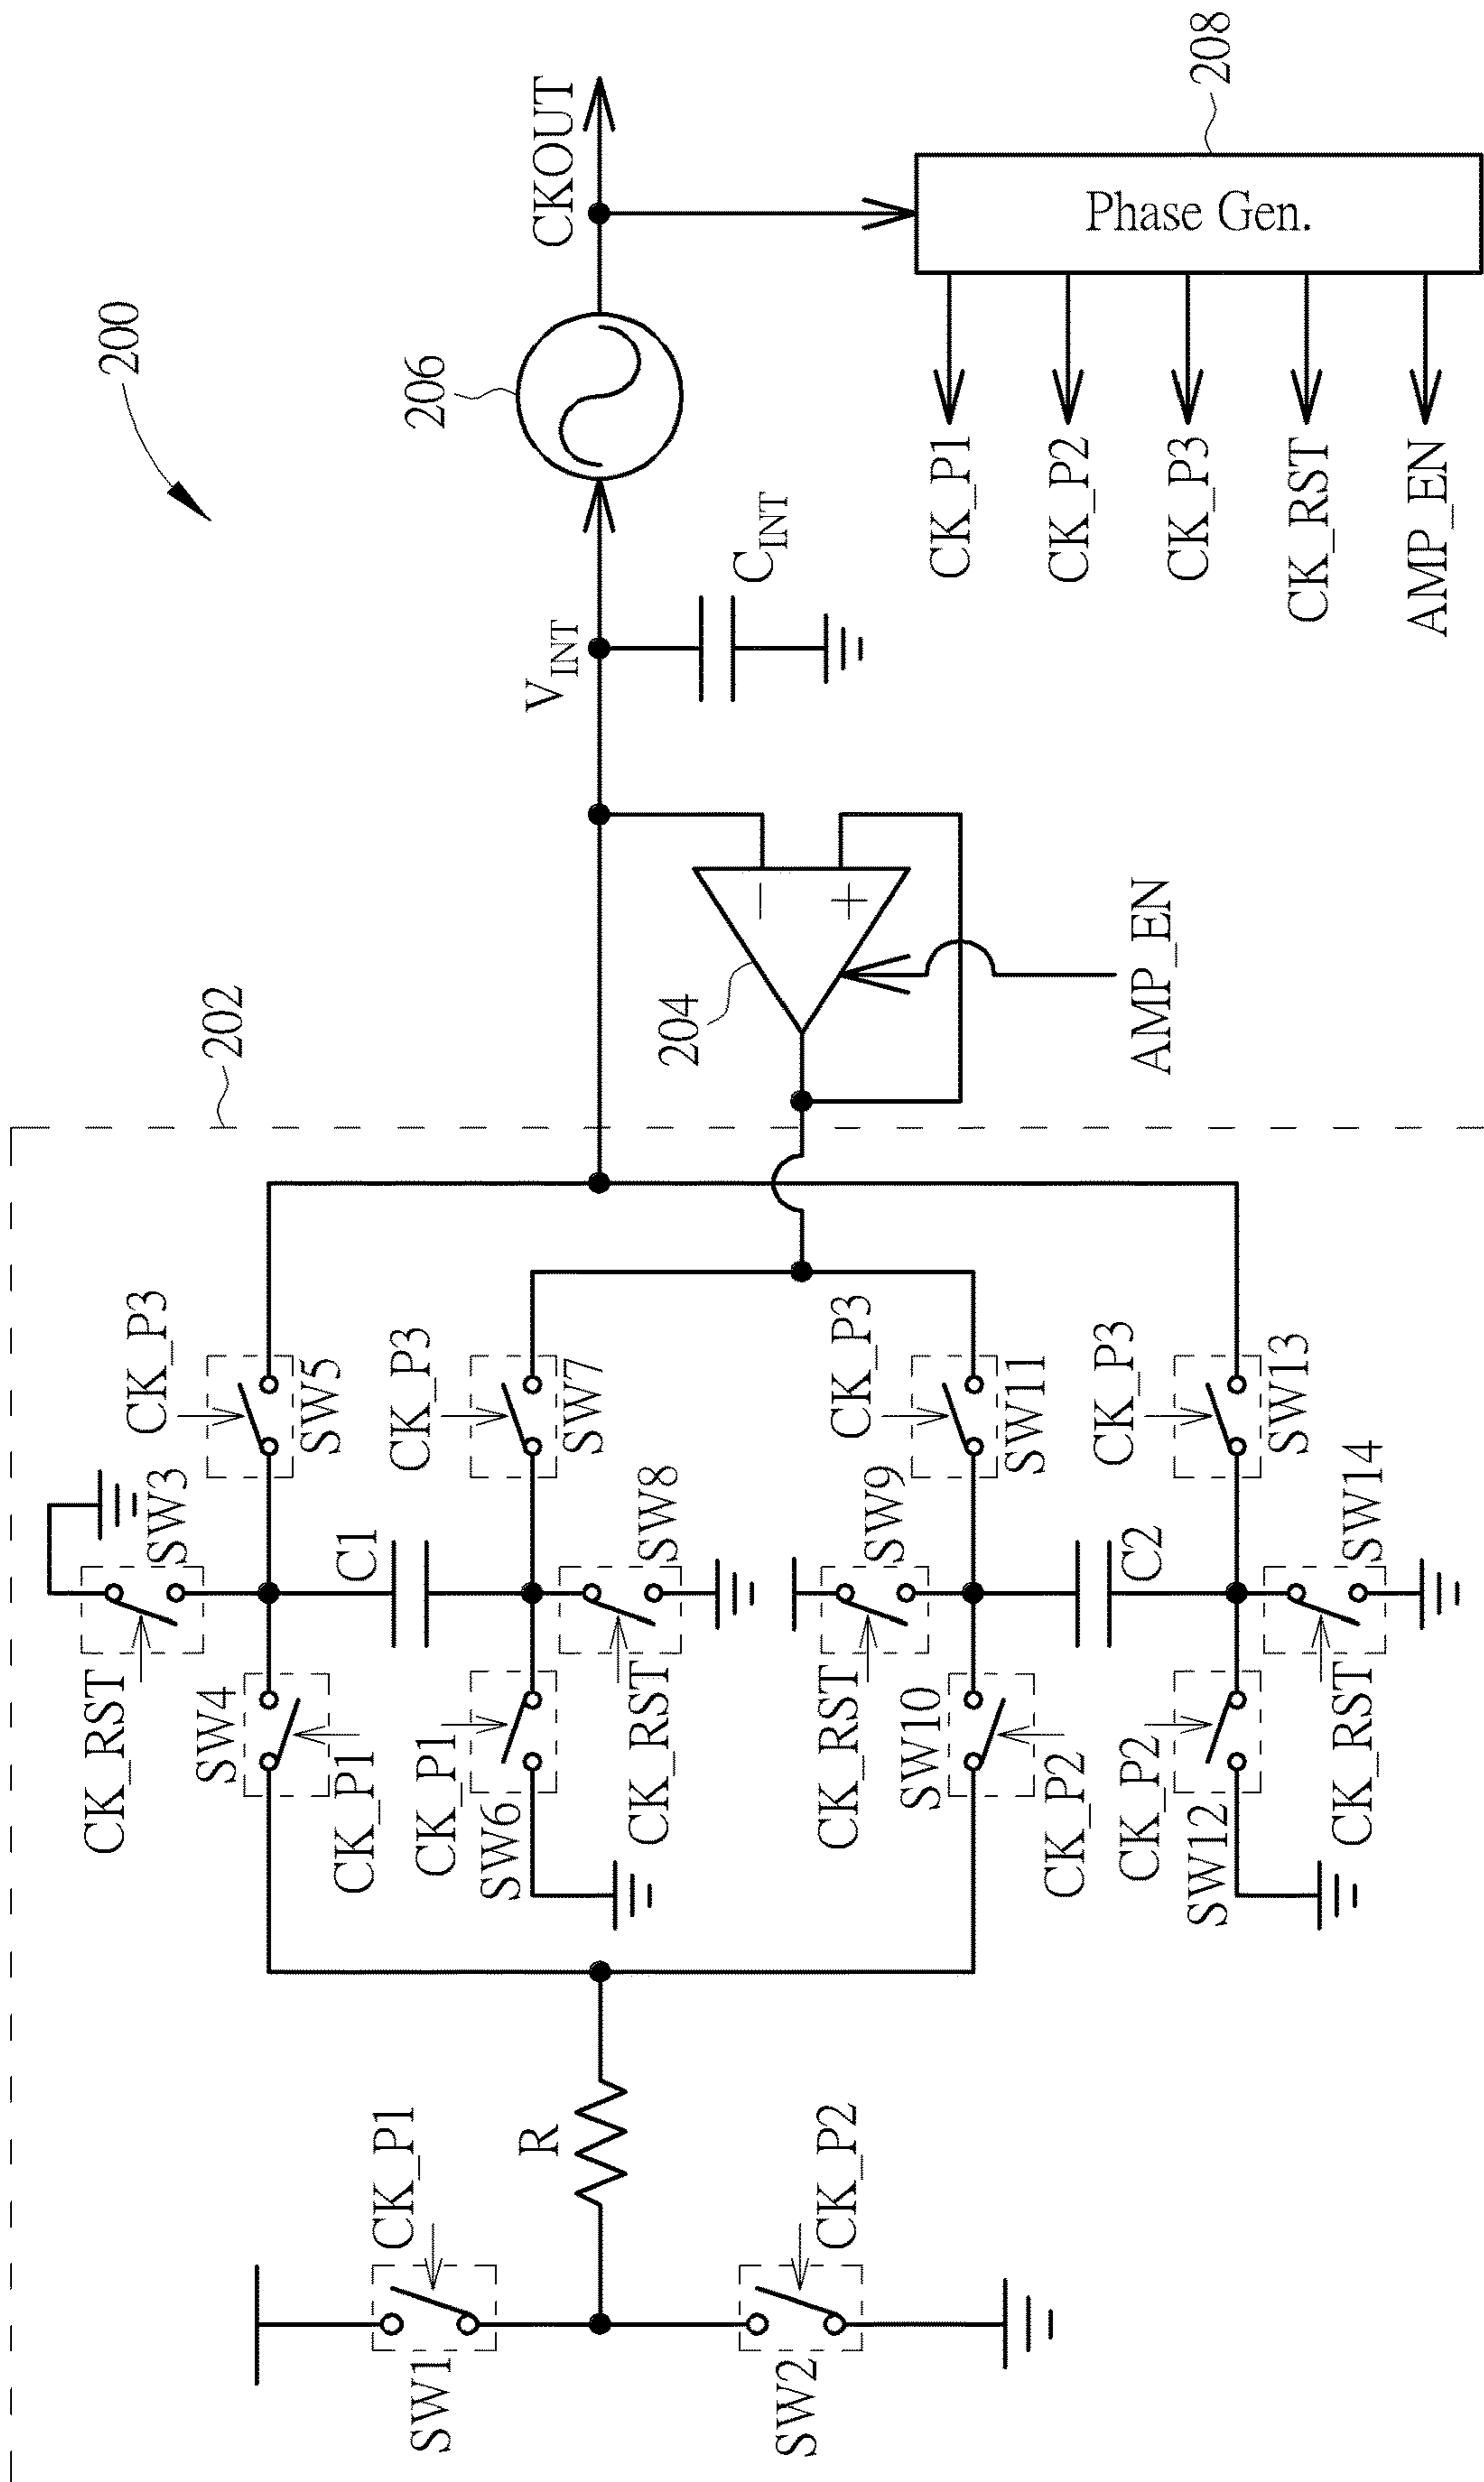 200
202
CKOUT
206
V_INT
C_INT
208
Phase Gen.
CK_P1
CK_P2
CK_P3
CK_RST
AMP_EN
204
−
+
AMP_EN
CK_P3
SW5
CK_RST
SW3
SW4
CK_P1
C1
CK_P3
SW7
CK_P1
SW6
SW8
CK_RST
CK_P3
SW11
CK_RST
SW9
SW10
CK_P2
C2
CK_P3
SW13
CK_P2
SW12
SW14
CK_RST
R
CK_P1
SW1
CK_P2
SW2